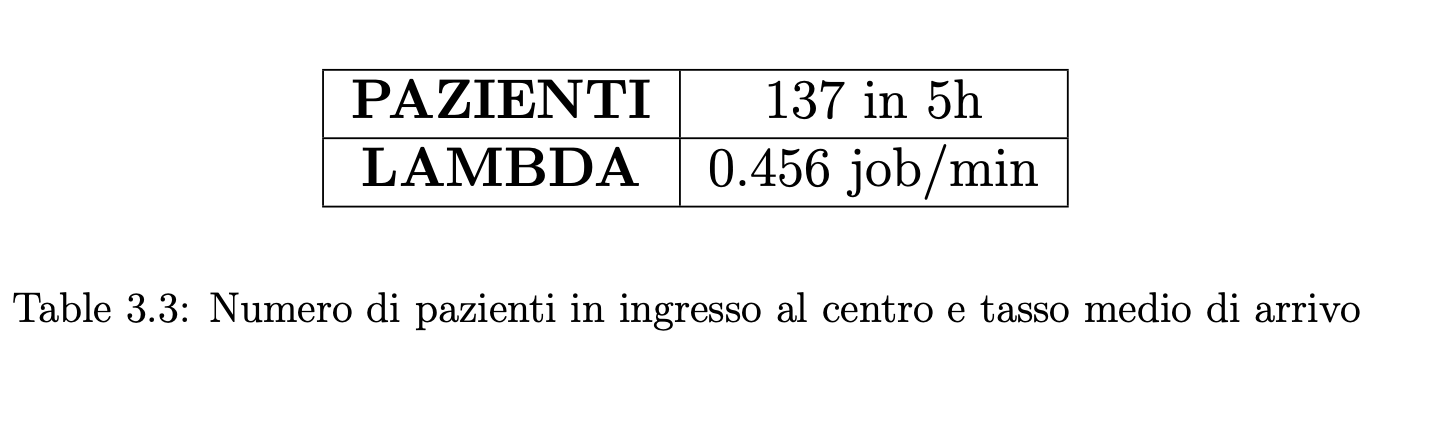 PAZIENTI 137 in 5h
LAMBDA 0.456 job/min
Table 3.3: Numero di pazienti in ingresso al centro e tasso medio di arrivo